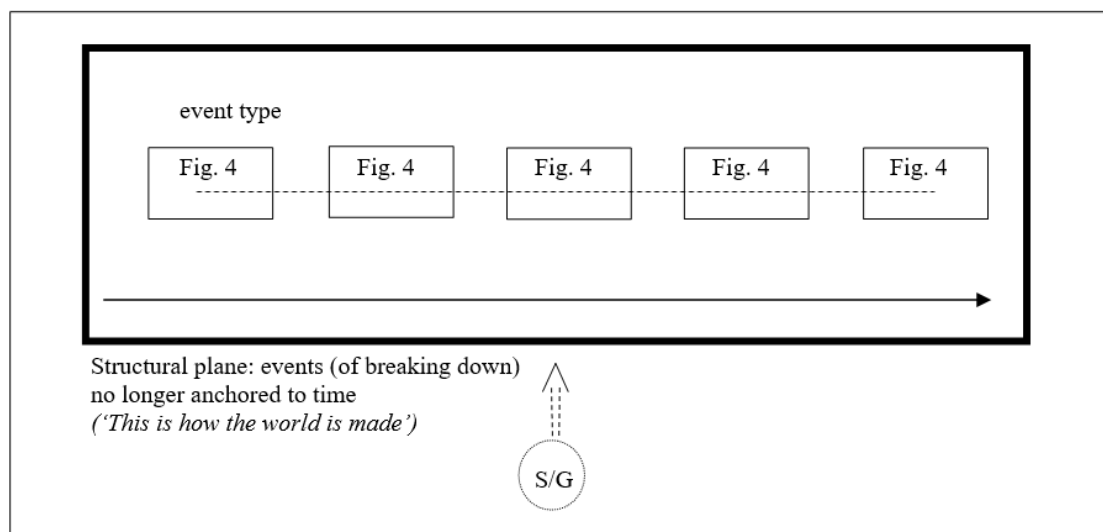 event type
Fig. 4 Fig. 4 Fig. 4 Fig. 4 Fig. 4
Structural plane: events (of breaking down)
no longer anchored to time
(‘This is how the world is made’)
S/G